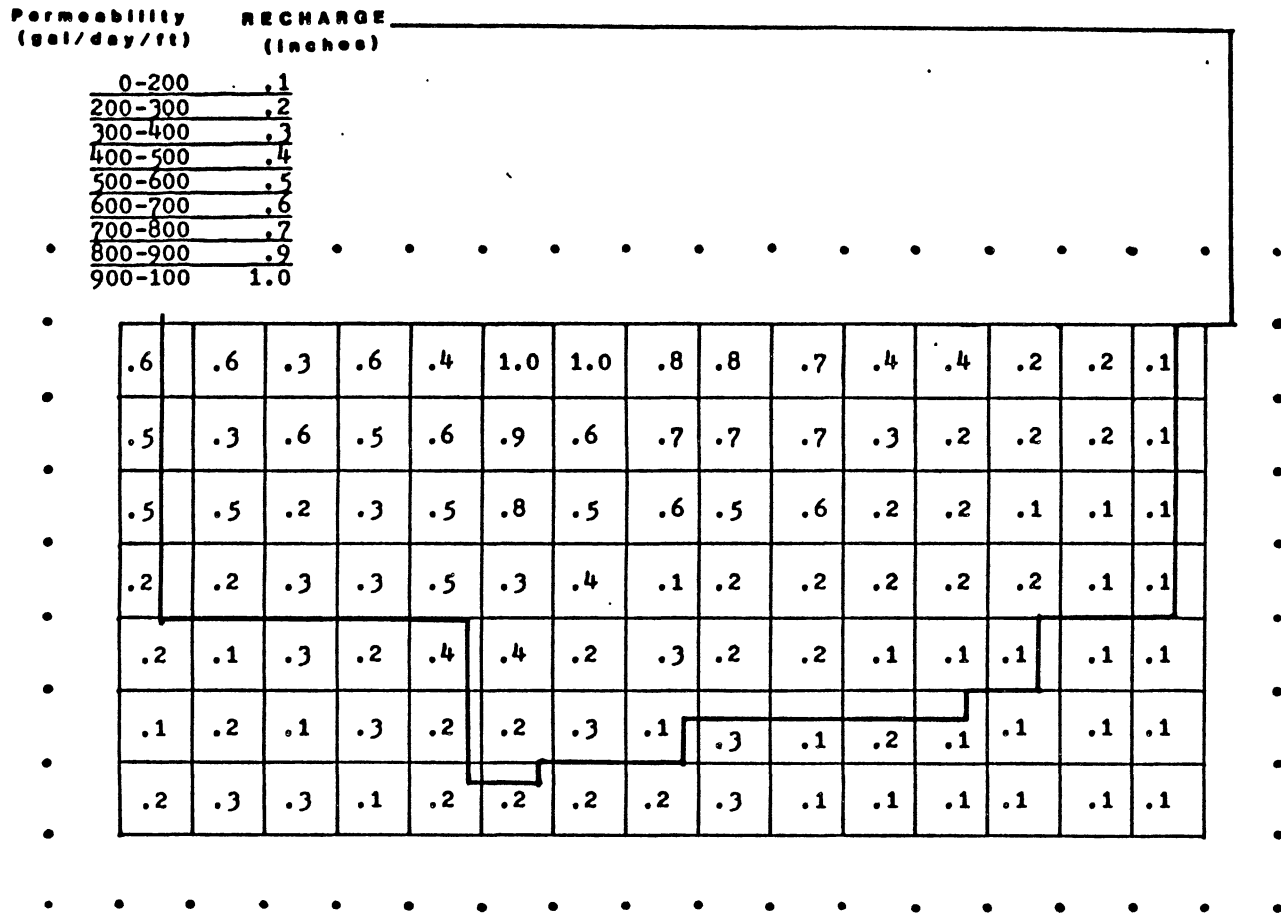 Permeability RECHARGE
(gal/day/ft) (inches)
0-200 .1
200-300 .2
300-400 .3
400-500 .4
500-600 .5
600-700 .6
700-800 .7
800-900 .9
900-100 1.0
.6 .6 .3 .6 .4 1.0 1.0 .8 .8 .7 .4 .4 .2 .2 .1
.5 .3 .6 .5 .6 .9 .6 .7 .7 .7 .3 .2 .2 .2 .1
.5 .5 .2 .3 .5 .8 .5 .6 .5 .6 .2 .2 .1 .1 .1
.2 .2 .3 .3 .5 .3 .4 .1 .2 .2 .2 .2 .2 .1 .1
.2 .1 .3 .2 .4 .4 .2 .3 .2 .2 .1 .1 .1 .1 .1
.1 .2 .1 .3 .2 .2 .3 .1 .3 .1 .2 .1 .1 .1 .1
.2 .3 .3 .1 .2 .2 .2 .2 .3 .1 .1 .1 .1 .1 .1